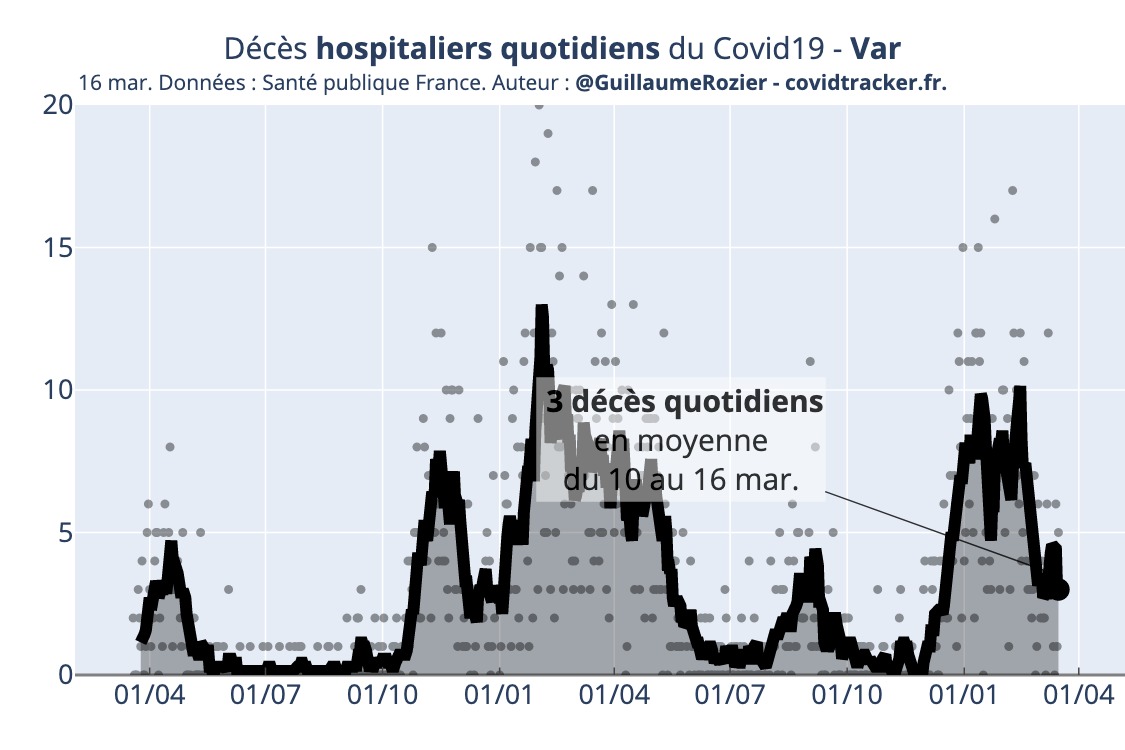 Décès hospitaliers quotidiens du Covid19 - Var
16 mar. Données : Santé publique France. Auteur : @GuillaumeRozier - covidtracker.fr.
20
15
10
5
0
3 décès quotidiens
en moyenne
du 10 au 16 mar.
01/04 01/07 01/10 01/01 01/04 01/07 01/10 01/01 01/04